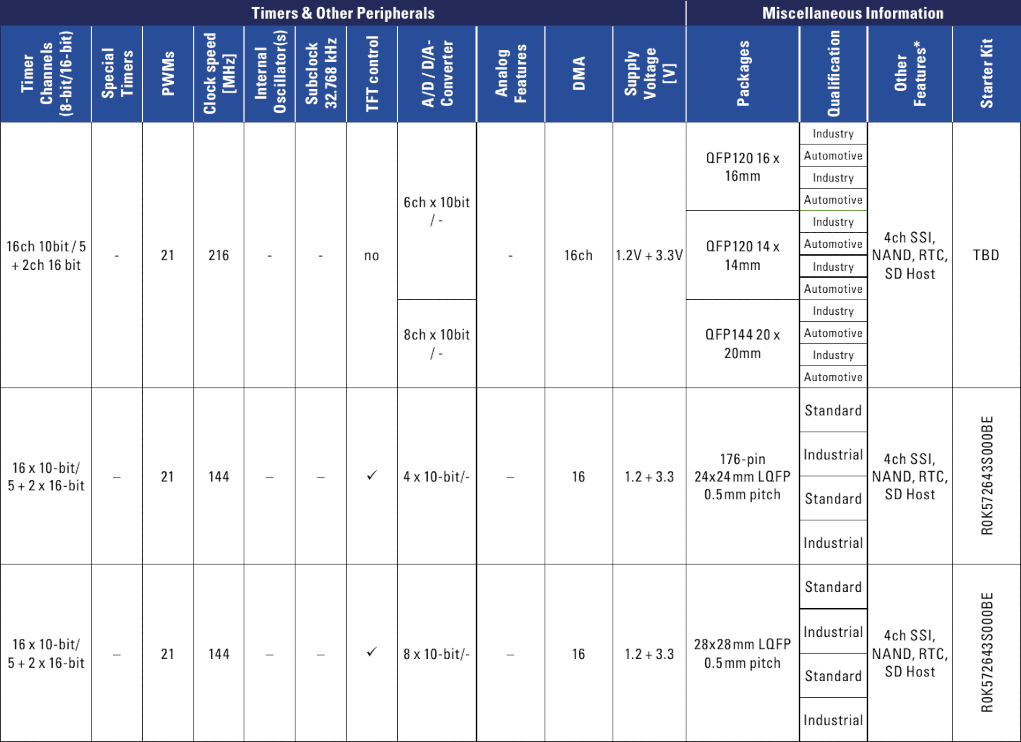 Timers & Other Peripherals
Miscellaneous Information
Timer
Channels
(8-bit/16-bit)
Special
Timers
PWMs
Clock speed
[MHz]
Internal
Oscillator(s)
Subclock
32.768 kHz
TFT control
A/D / D/A-
Converter
Analog
Features
DMA
Supply
Voltage
[V]
Packages
Qualification
Other
Features*
Starter Kit
16ch 10bit / 5
+ 2ch 16 bit
-
21
216
-
-
no
6ch x 10bit
/ -
8ch x 10bit
/ -
-
16ch
1.2V + 3.3V
QFP120 16 x
16mm
Industry
Automotive
Industry
Automotive
QFP120 14 x
14mm
Industry
Automotive
Industry
Automotive
QFP144 20 x
20mm
Industry
Automotive
Industry
Automotive
4ch SSI,
NAND, RTC,
SD Host
TBD
16 x 10-bit/
5 + 2 x 16-bit
–
21
144
–
–
✓
4 x 10-bit/-
–
16
1.2 + 3.3
176-pin
24x24mm LQFP
0.5mm pitch
Standard
Industrial
Standard
Industrial
4ch SSI,
NAND, RTC,
SD Host
R0K572643S000BE
16 x 10-bit/
5 + 2 x 16-bit
–
21
144
–
–
✓
8 x 10-bit/-
–
16
1.2 + 3.3
28x28mm LQFP
0.5mm pitch
Standard
Industrial
Standard
Industrial
4ch SSI,
NAND, RTC,
SD Host
R0K572643S000BE